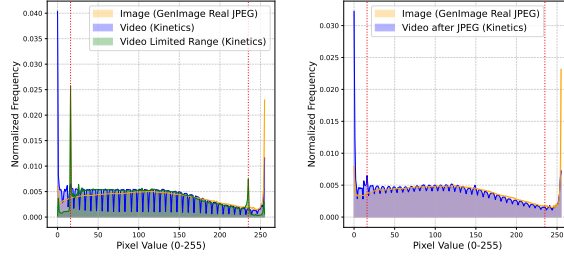 Image (GenImage Real JPEG)
Video (Kinetics)
Video Limited Range (Kinetics)
Normalized Frequency
0.040
0.035
0.030
0.025
0.020
0.015
0.010
0.005
0.000
0 50 100 150 200 250
Pixel Value (0-255)
Image (GenImage Real JPEG)
Video after JPEG (Kinetics)
Normalized Frequency
0.030
0.025
0.020
0.015
0.010
0.005
0.000
0 50 100 150 200 250
Pixel Value (0-255)